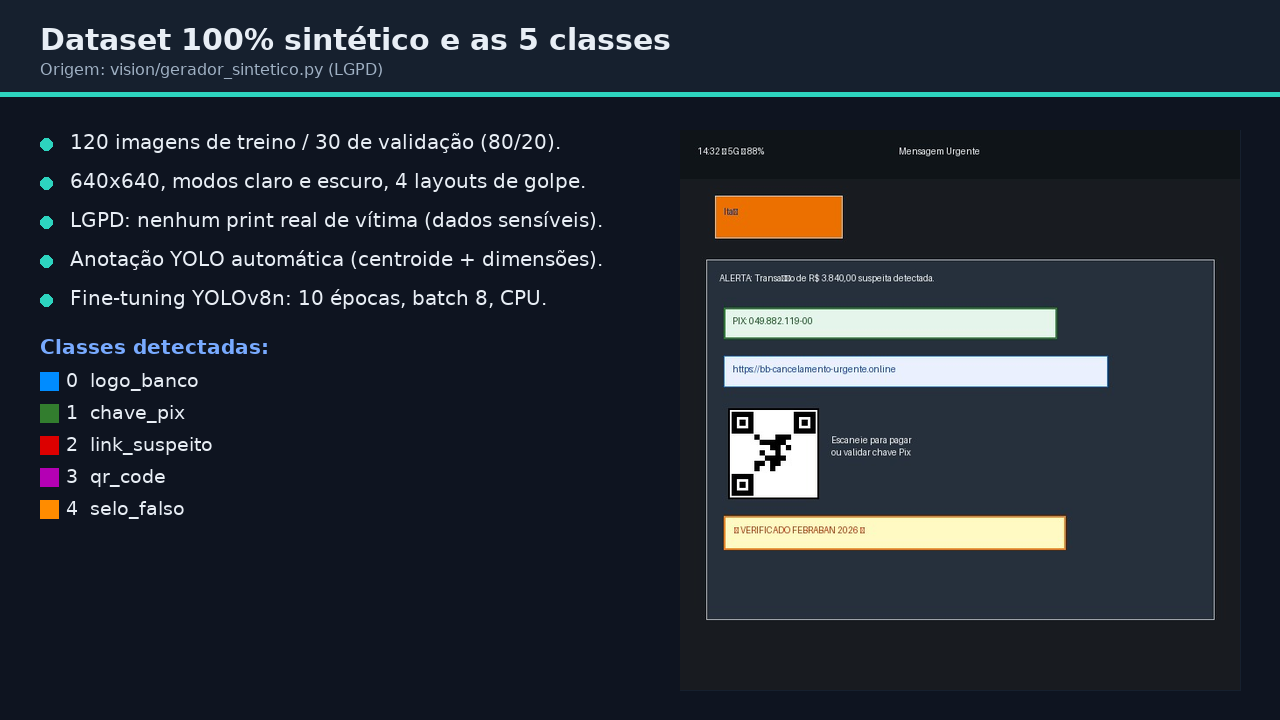 Dataset 100% sintético e as 5 classes
Origem: vision/gerador_sintetico.py (LGPD)
120 imagens de treino / 30 de validação (80/20).
640x640, modos claro e escuro, 4 layouts de golpe.
LGPD: nenhum print real de vítima (dados sensíveis).
Anotação YOLO automática (centroide + dimensões).
Fine-tuning YOLOv8n: 10 épocas, batch 8, CPU.
Classes detectadas:
0 logo_banco
1 chave_pix
2 link_suspeito
3 qr_code
4 selo_falso
14:32 5G 88%
Mensagem Urgente
ALERTA: de R$ 3.840,00 suspeita detectada.
PIX: 049.882.119-00
https://bb-cancelamento-urgente.online
Escaneie para pagar
ou validar chave Pix
VERIFICADO FEBRABAN 2026